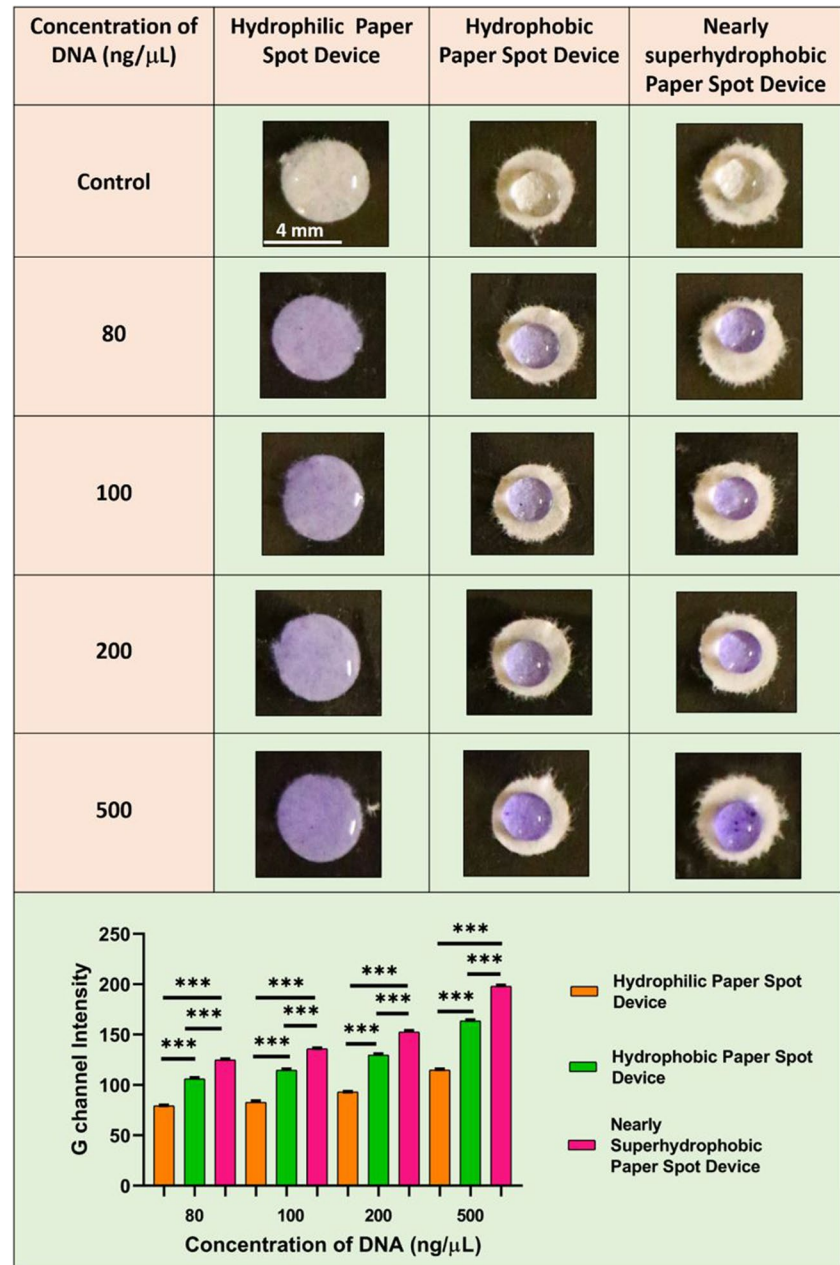 Concentration of
DNA (ng/μL)
Hydrophilic Paper
Spot Device
Hydrophobic
Paper Spot Device
Nearly
superhydrophobic
Paper Spot Device
Control
4 mm
80
100
200
500
250
200
150
100
50
0
G channel Intensity
***
***
***
***
***
***
***
***
***
***
***
***
80
100
200
500
Concentration of DNA (ng/μL)
Hydrophilic Paper Spot
Device
Hydrophobic Paper Spot
Device
Nearly
Superhydrophobic
Paper Spot Device